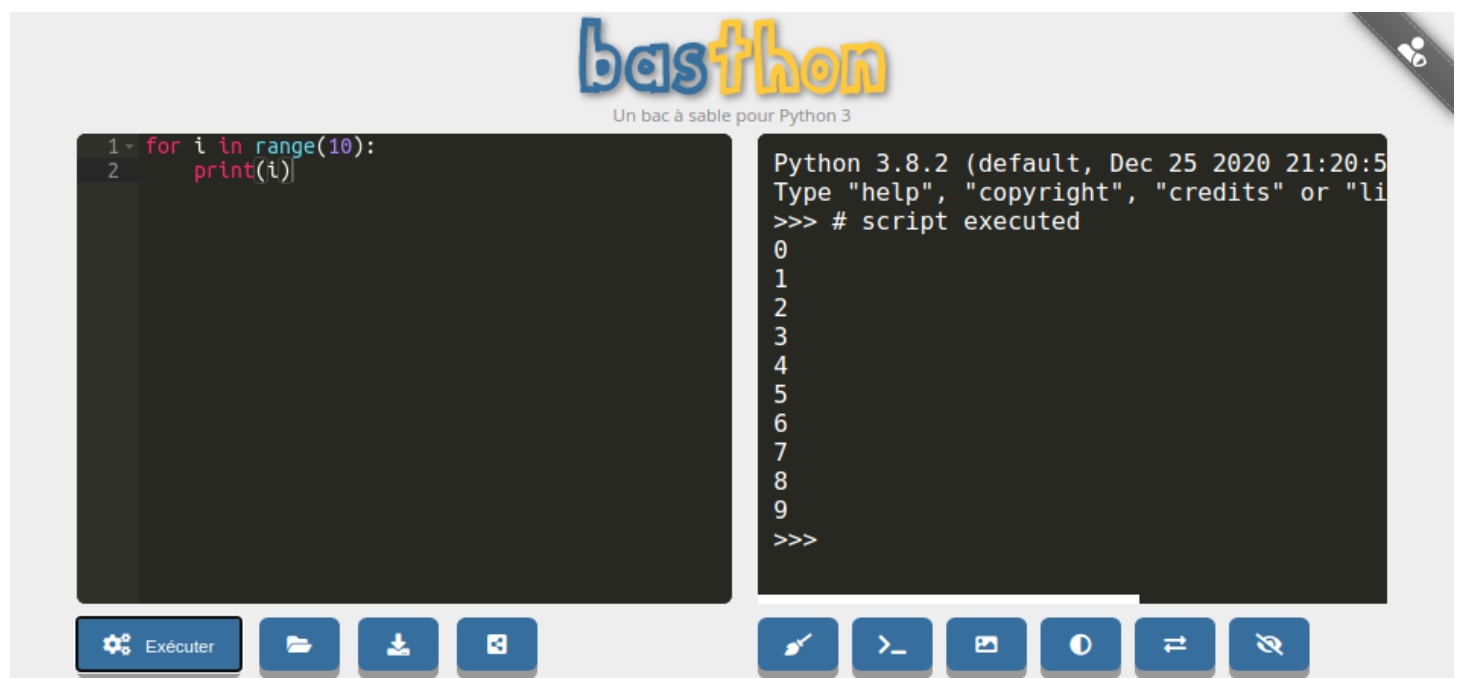 basthon
Un bac à sable pour Python 3
1 for i in range(10):
2 print(i)
Python 3.8.2 (default, Dec 25 2020 21:20:5
Type "help", "copyright", "credits" or "li
>>> # script executed
0
1
2
3
4
5
6
7
8
9
>>>
Exécuter